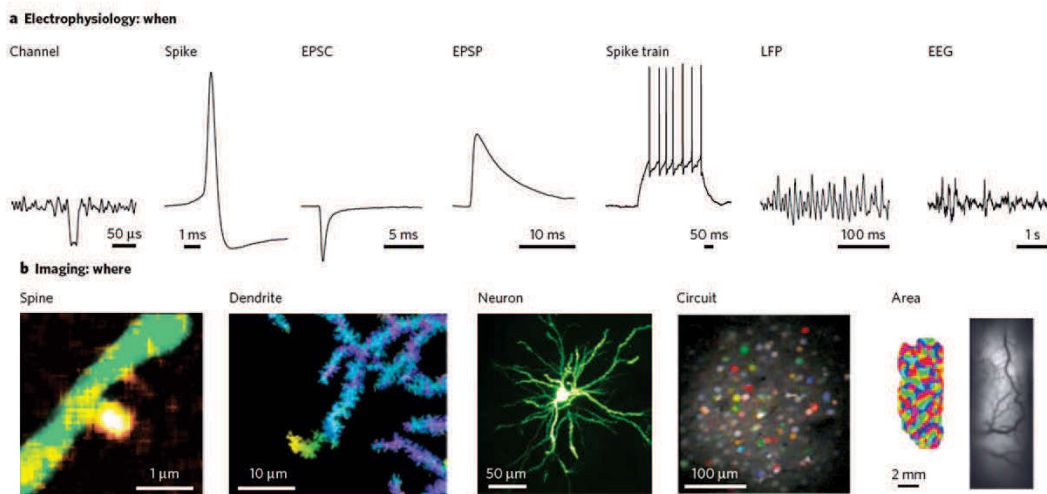 a Electrophysiology: when
Channel Spike EPSC EPSP Spike train LFP EEG
50 µs 1 ms 5 ms 10 ms 50 ms 100 ms 1 s
b Imaging: where
Spine Dendrite Neuron Circuit Area
1 µm 10 µm 50 µm 100 µm 2 mm